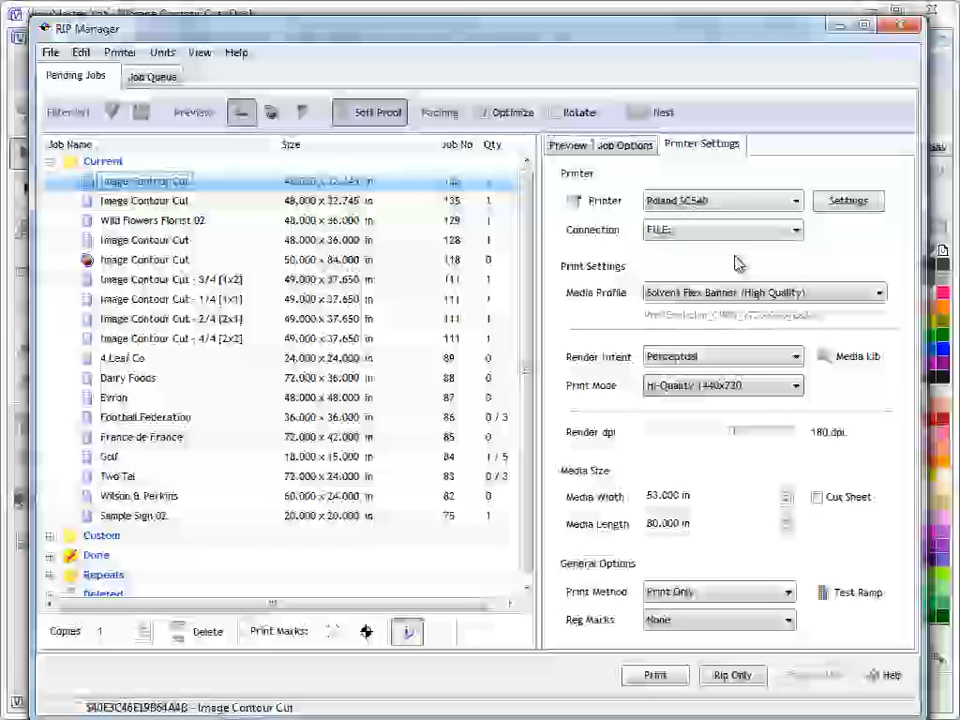 RIP Manager
File Edit Printer Units View Help
Pending Jobs Job Queue
Preview: Soft Proof Packing Optimize Rotate Nest
Job Name Size Job No Qty
Current
Image Contour Cut
Image Contour Cut 48.000 x 32.745 in 135 1
Wild Flowers Florist 02 48.000 x 36.000 in 129 1
Image Contour Cut 48.000 x 36.000 in 128 1
Image Contour Cut 50.000 x 84.000 in 118 0
Image Contour Cut - 3/4 [1x2] 49.000 x 37.650 in 111 1
Image Contour Cut - 1/4 [1x1] 49.000 x 37.650 in 111 1
Image Contour Cut - 2/4 [2x1] 49.000 x 37.650 in 111 1
Image Contour Cut - 4/4 [2x2] 49.000 x 37.650 in 111 1
4 Leaf Co 24.000 x 24.000 in 89 0
Dairy Foods 72.000 x 36.000 in 88 0
Evron 48.000 x 48.000 in 87 0
Football Federation 36.000 x 36.000 in 86 0 / 3
France de France 72.000 x 42.000 in 85 0
Golf 18.000 x 15.000 in 84 1 / 5
Two Tai 72.000 x 24.000 in 83 0 / 3
Wilson & Perkins 60.000 x 24.000 in 82 0
Sample Sign 02 20.000 x 20.000 in 75 1
Custom
Done
Repeats
Deleted
Copies 1 Delete Print Marks:
Preview Job Options Printer Settings
Printer
Printer Roland SC540 Settings
Connection FILE:
Print Settings
Media Profile Solvent Flex Banner (High Quality)
Render Intent Perceptual Media Lib
Print Mode Hi-Quality 1440x720
Render dpi 180 dpi
Media Size
Media Width 53.000 in Cut Sheet
Media Length 80.000 in
General Options
Print Method Print Only Test Ramp
Reg Marks None
Print Rip Only Help
- Image Contour Cut